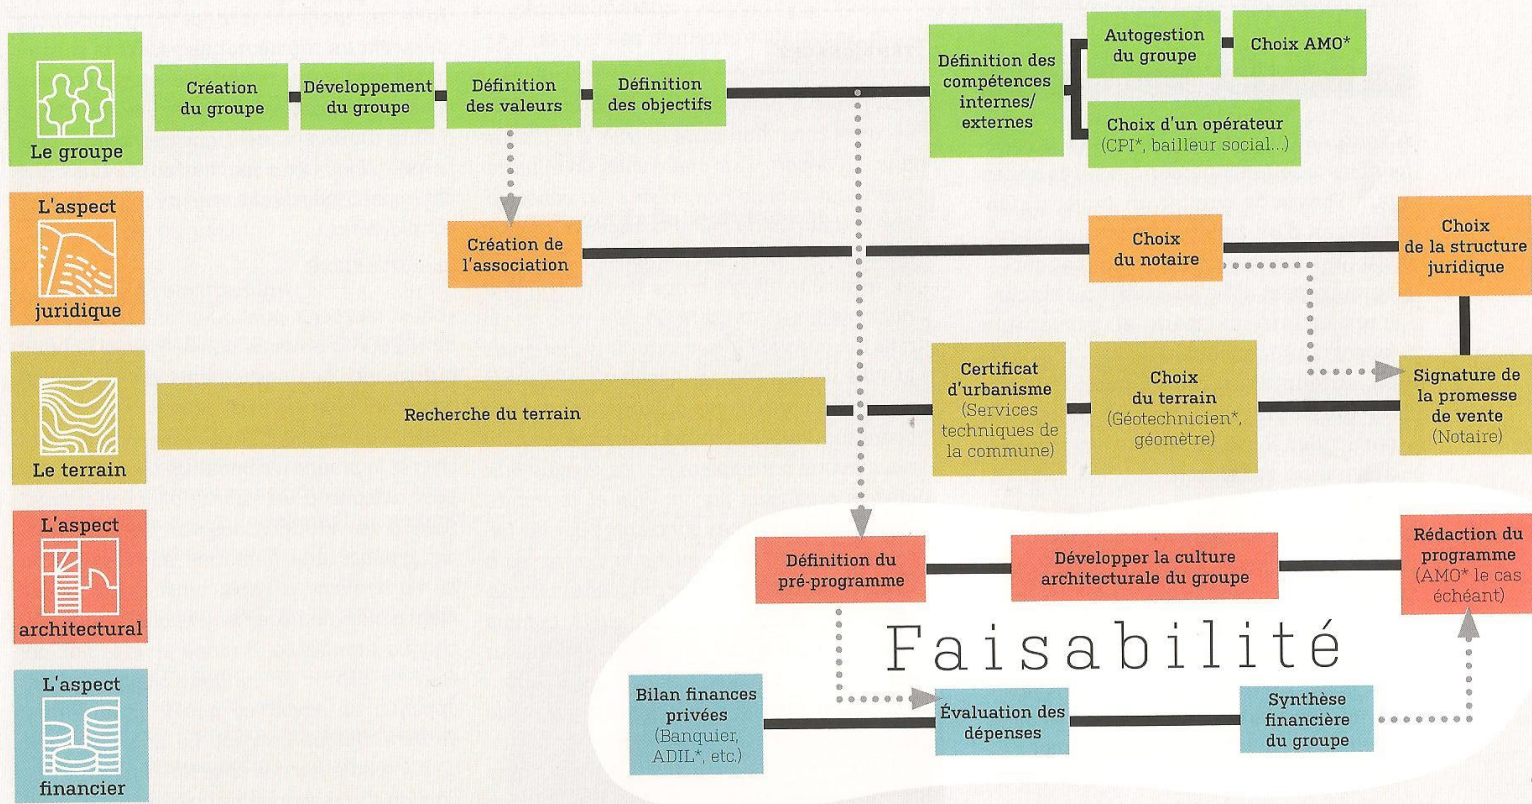 Le groupe
Création
du groupe
Développement
du groupe
Définition
des valeurs
Définition
des objectifs
Définition des
compétences
internes/
externes
Autogestion
du groupe
Choix AMO*
Choix d'un opérateur
(CPI*, bailleur social...)
L'aspect
juridique
Création de
l'association
Choix
du notaire
Choix
de la structure
juridique
Le terrain
Recherche du terrain
Certificat
d'urbanisme
(Services
techniques de
la commune)
Choix
du terrain
(Géotechnicien*,
géomètre)
Signature de
la promesse
de vente
(Notaire)
L'aspect
architectural
Définition du
pré-programme
Développer la culture
architecturale du groupe
Rédaction du
programme
(AMO* le cas
échéant)
Faisabilité
L'aspect
financier
Bilan finances
privées
(Banquier,
ADIL*, etc.)
Évaluation des
dépenses
Synthèse
financière
du groupe